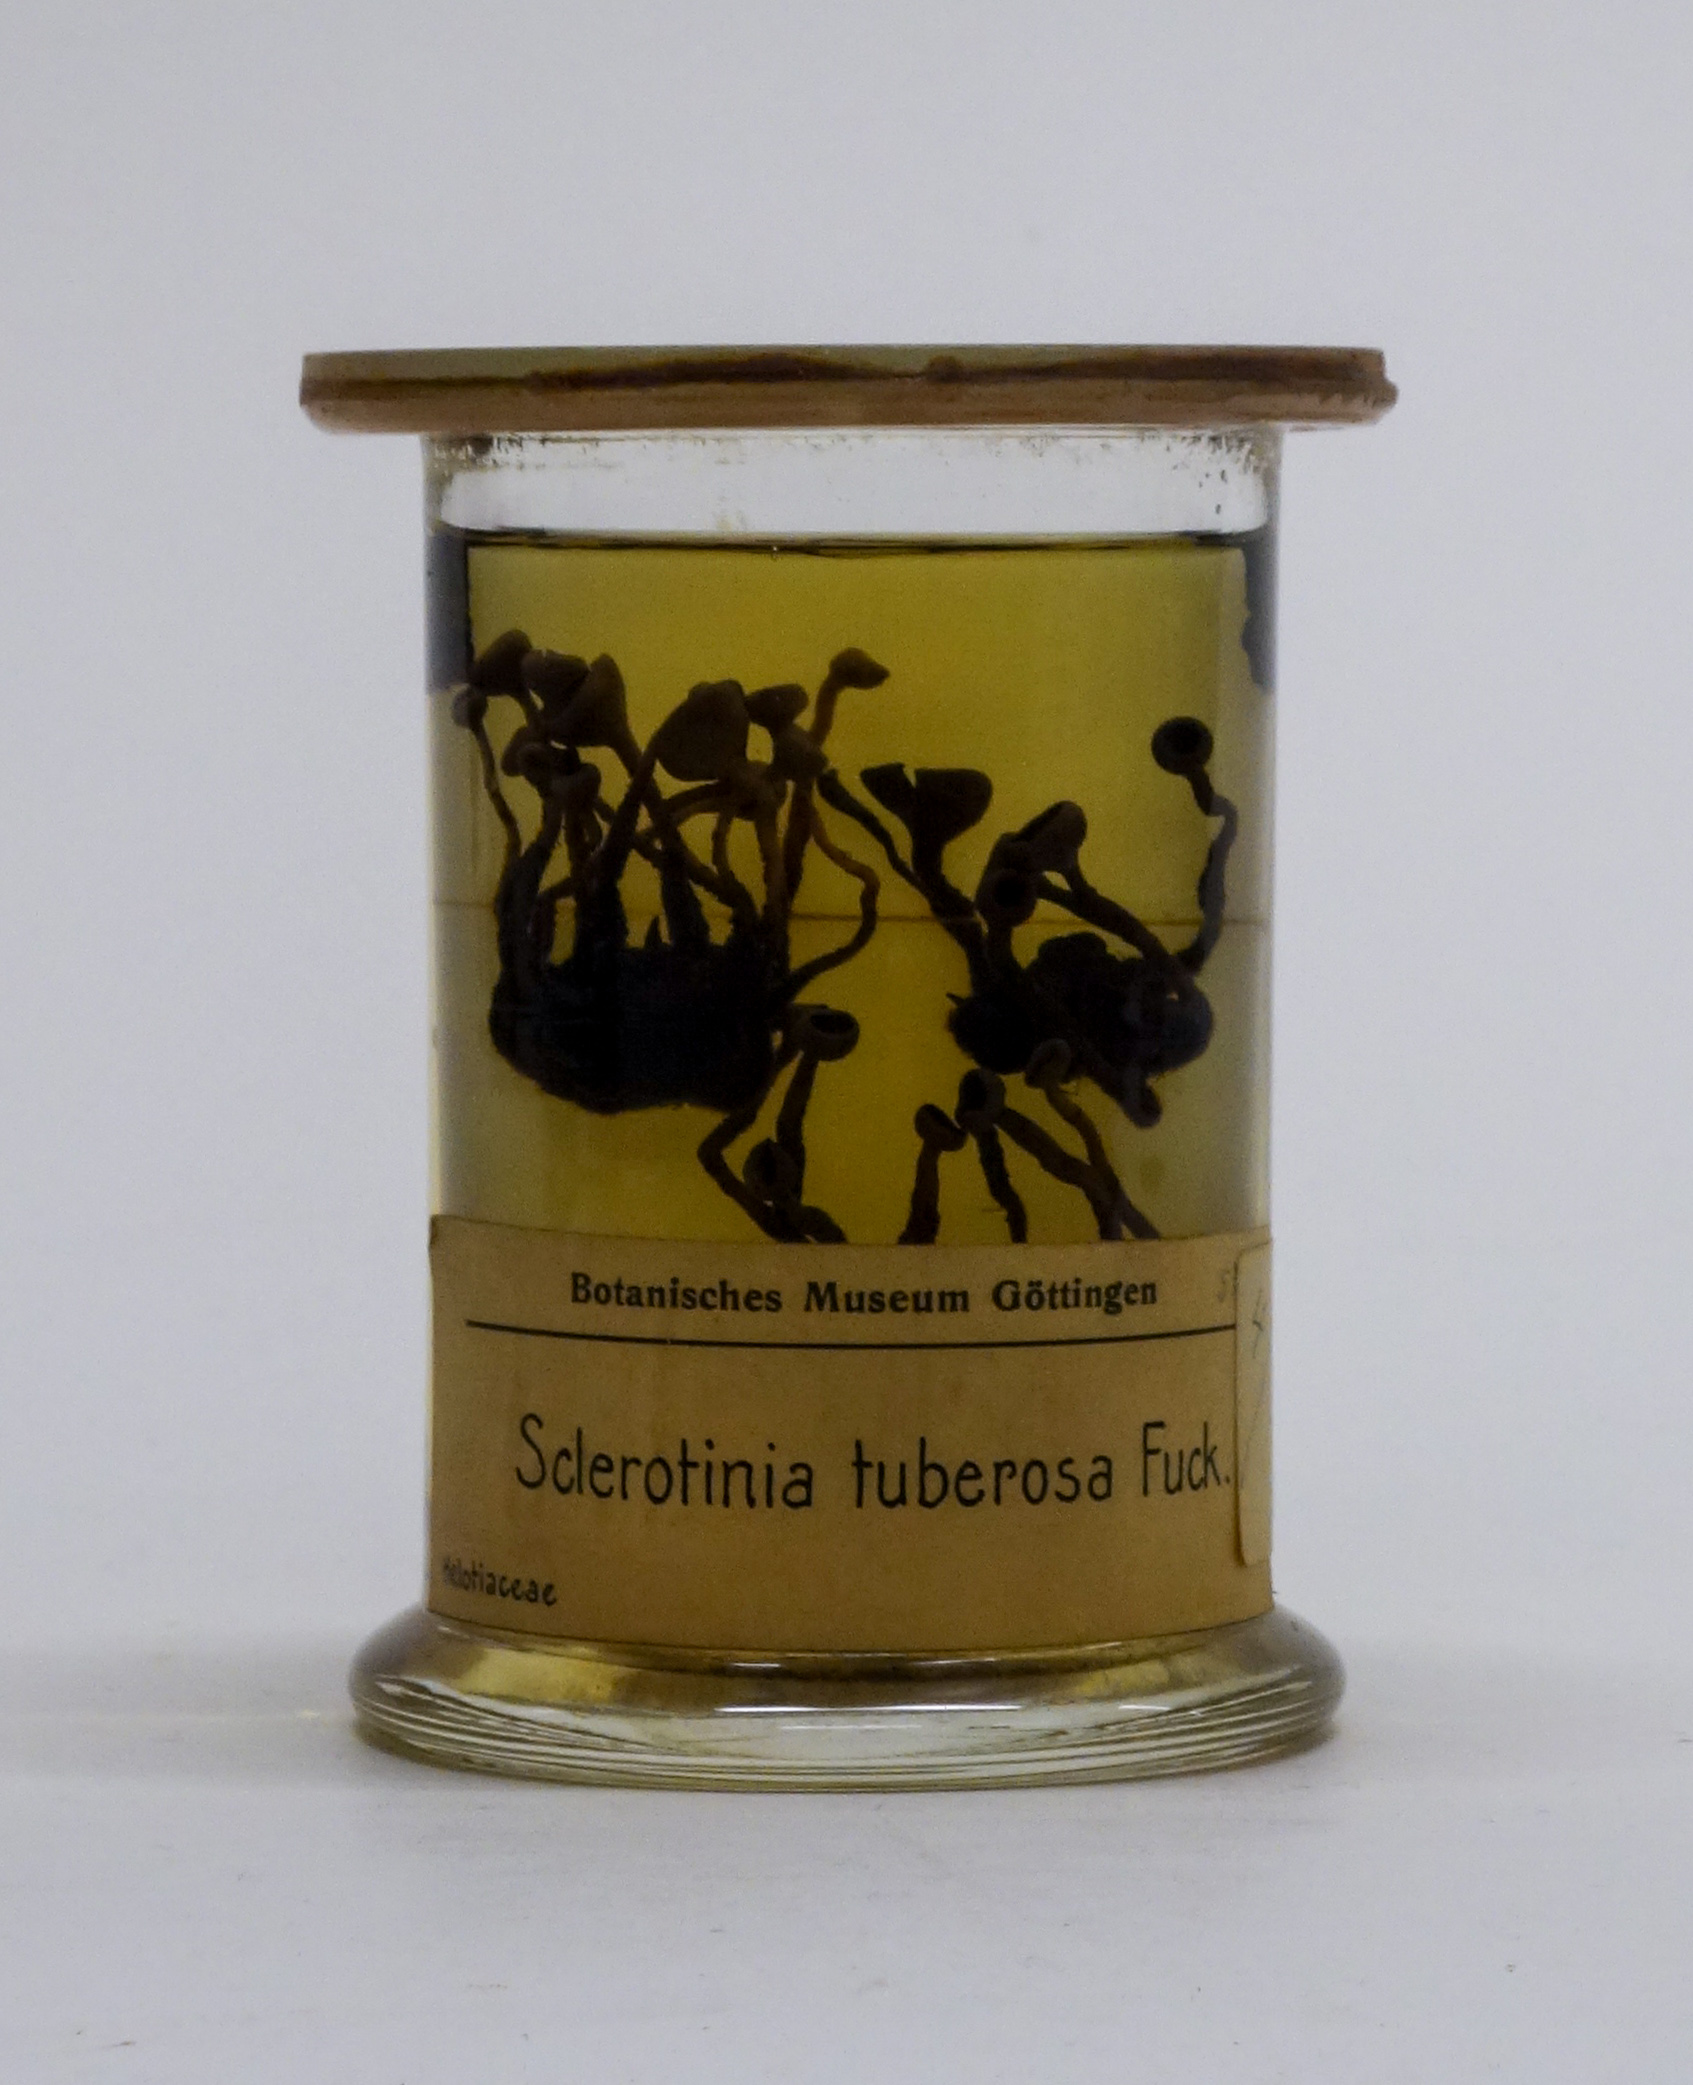 Botanisches Museum Göttingen
Sclerotinia tuberosa Fuck.
Helotiaceae